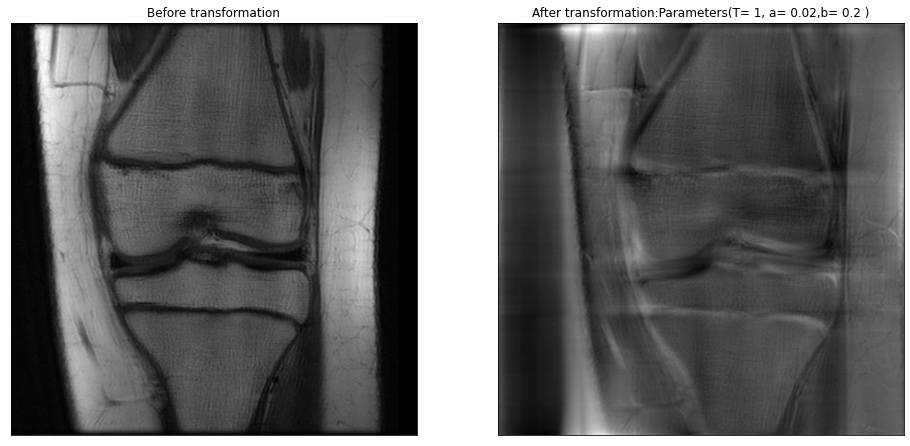 Before transformation
After transformation:Parameters(T= 1, a= 0.02,b= 0.2 )